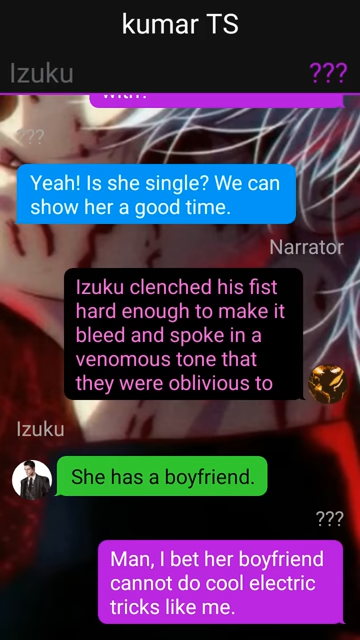 kumar TS
Izuku
???
with?
???
Yeah! Is she single? We can
show her a good time.
Narrator
Izuku clenched his fist
hard enough to make it
bleed and spoke in a
venomous tone that
they were oblivious to
Izuku
She has a boyfriend.
???
Man, I bet her boyfriend
cannot do cool electric
tricks like me.